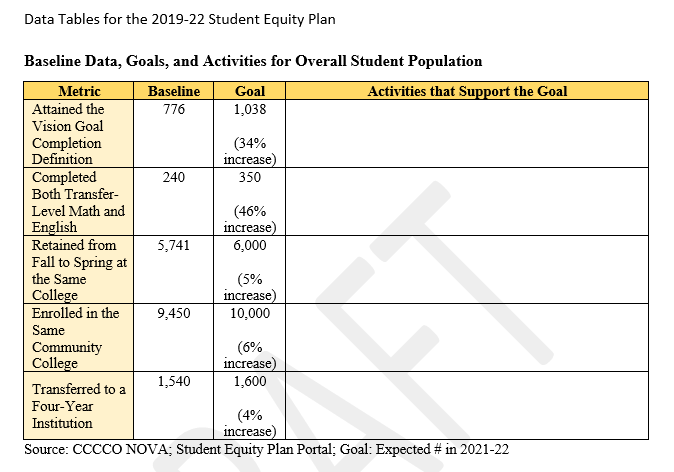 Data Tables for the 2019-22 Student Equity Plan
Baseline Data, Goals, and Activities for Overall Student Population
Metric Baseline Goal Activities that Support the Goal
Attained the 776 1,038
Vision Goal
Completion (34%
Definition increase)
Completed 240 350
Both Transfer-
Level Math and (46%
English increase)
Retained from 5,741 6,000
Fall to Spring at
the Same (5%
College increase)
Enrolled in the 9,450 10,000
Same
Community (6%
College increase)
Transferred to a 1,540 1,600
Four-Year
Institution (4%
increase)
Source: CCCCO NOVA; Student Equity Plan Portal; Goal: Expected # in 2021-22
DRAFT